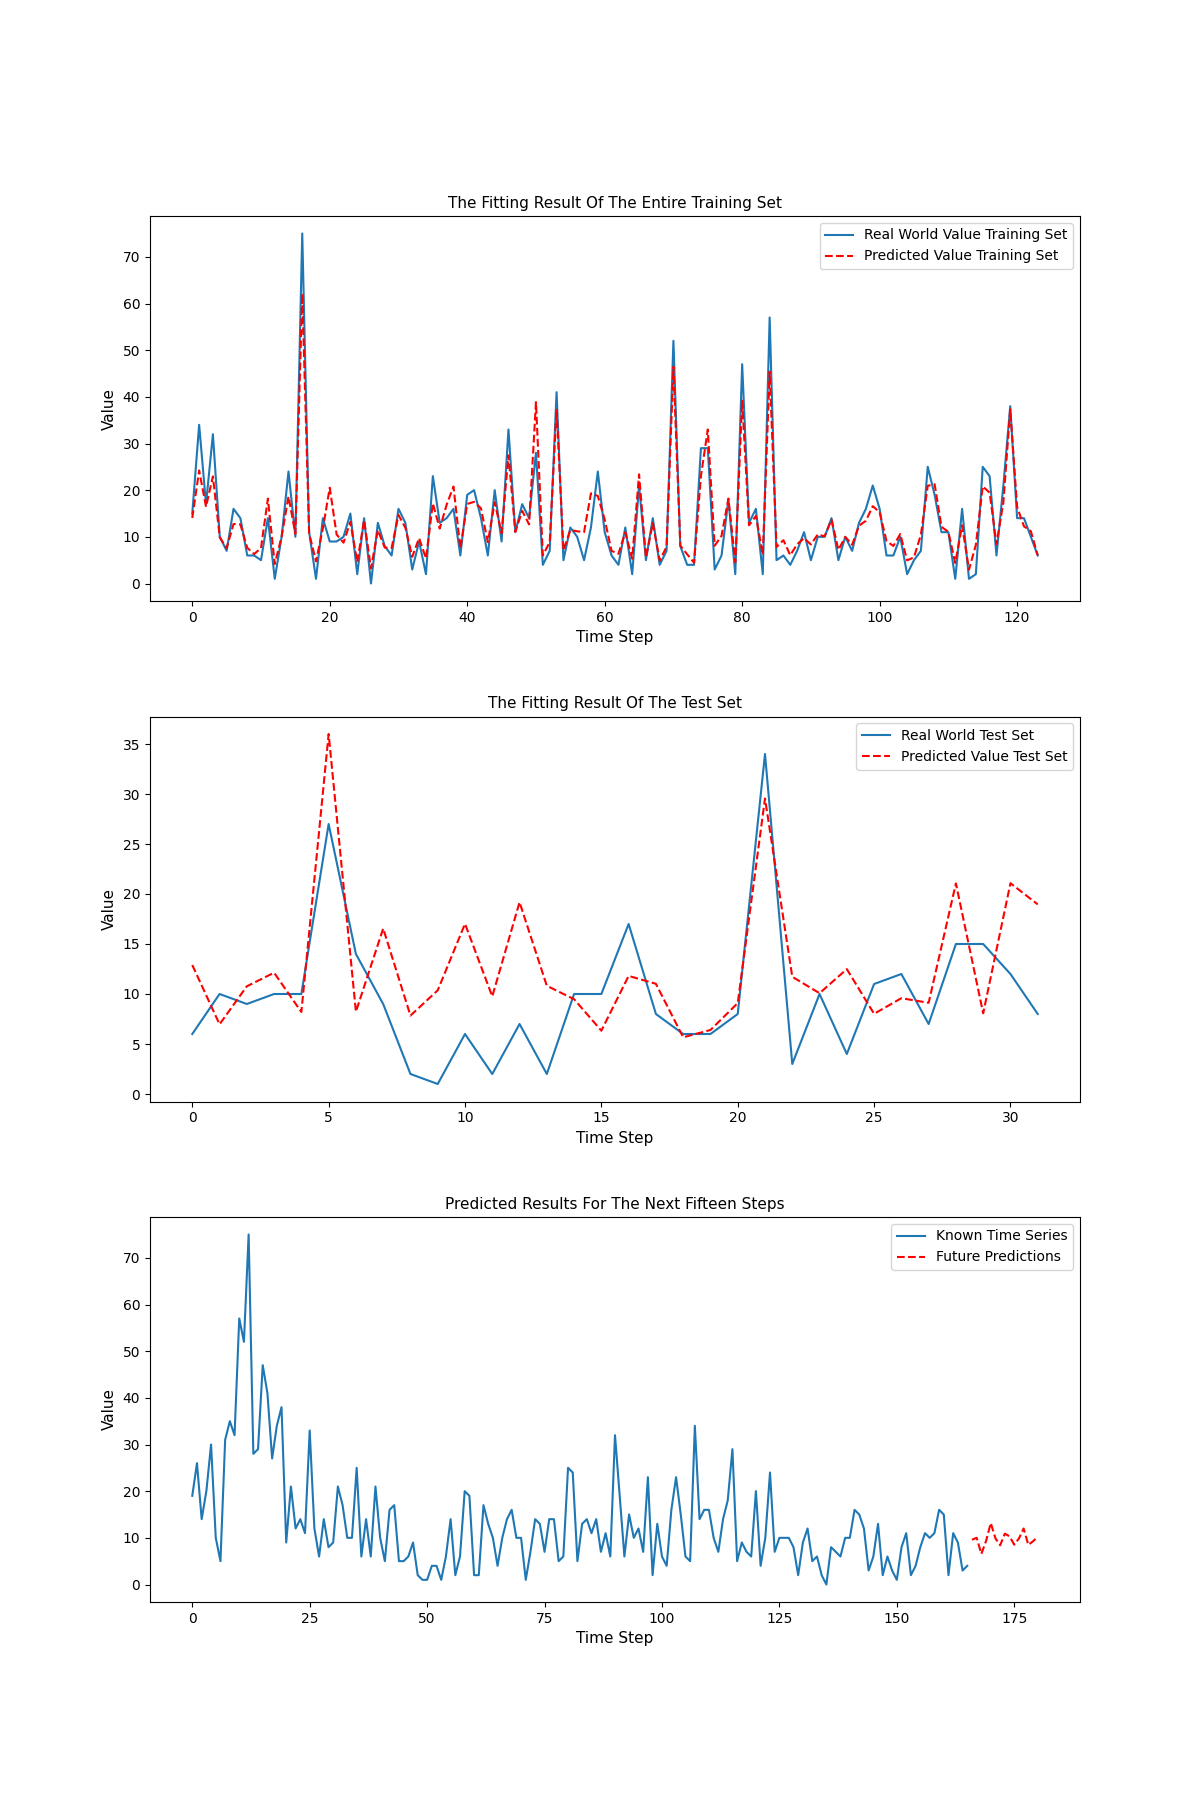 The Fitting Result Of The Entire Training Set
Real World Value Training Set
Predicted Value Training Set
Value
70
60
50
40
30
20
10
0
0 20 40 60 80 100 120
Time Step
The Fitting Result Of The Test Set
Real World Test Set
Predicted Value Test Set
Value
35
30
25
20
15
10
5
0
0 5 10 15 20 25 30
Time Step
Predicted Results For The Next Fifteen Steps
Known Time Series
Future Predictions
Value
70
60
50
40
30
20
10
0
0 25 50 75 100 125 150 175
Time Step